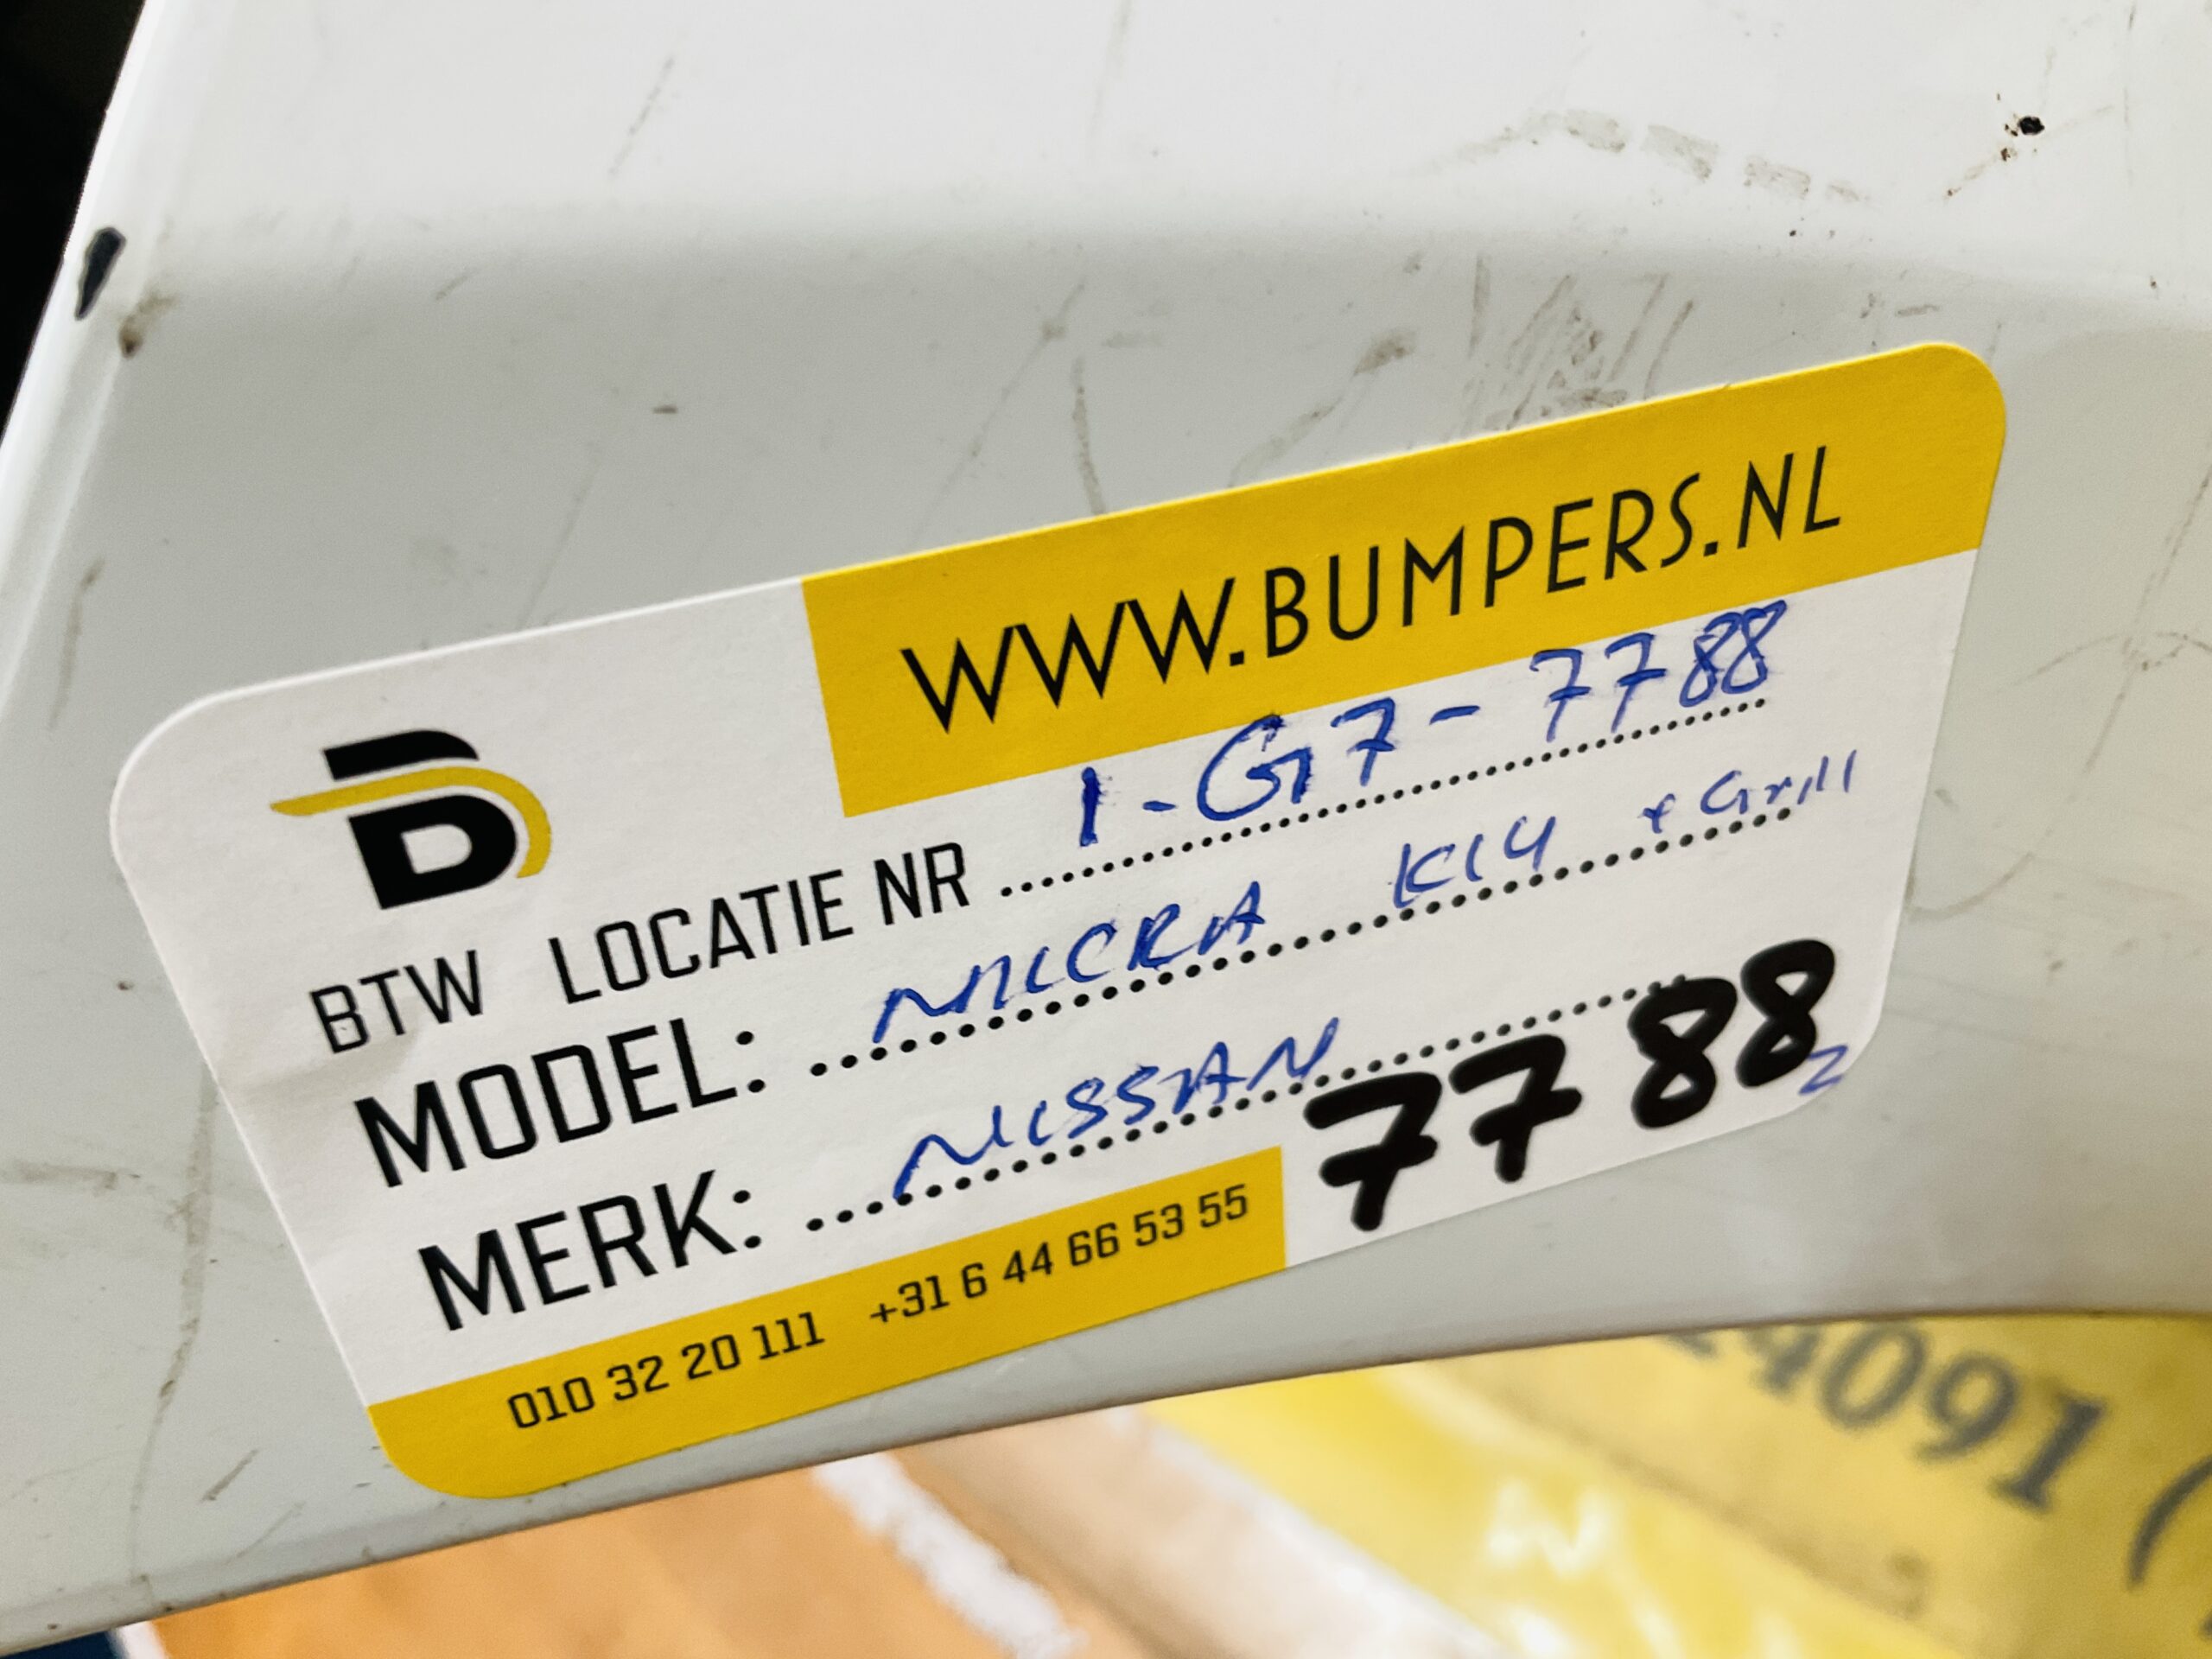 WWW.BUMPERS.NL
B
BTW LOCATIE NR 1-G7-7788
MODEL: MICRA K14 + Grill
MERK: NISSAN
7788
Z
010 32 20 111 +31 6 44 66 53 55
24091 (